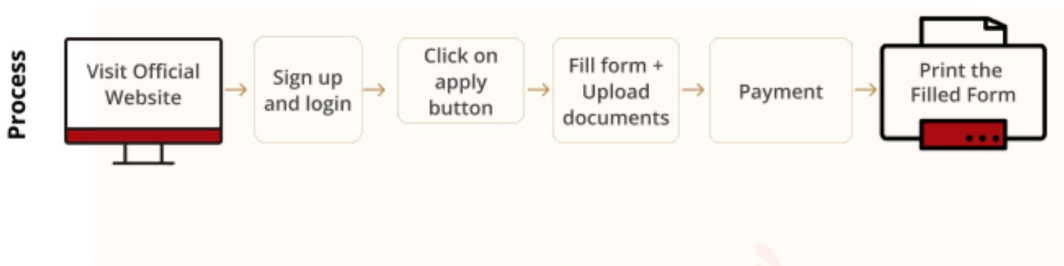 Process
Visit Official
Website
Sign up
and login
Click on
apply
button
Fill form +
Upload
documents
Payment
Print the
Filled Form